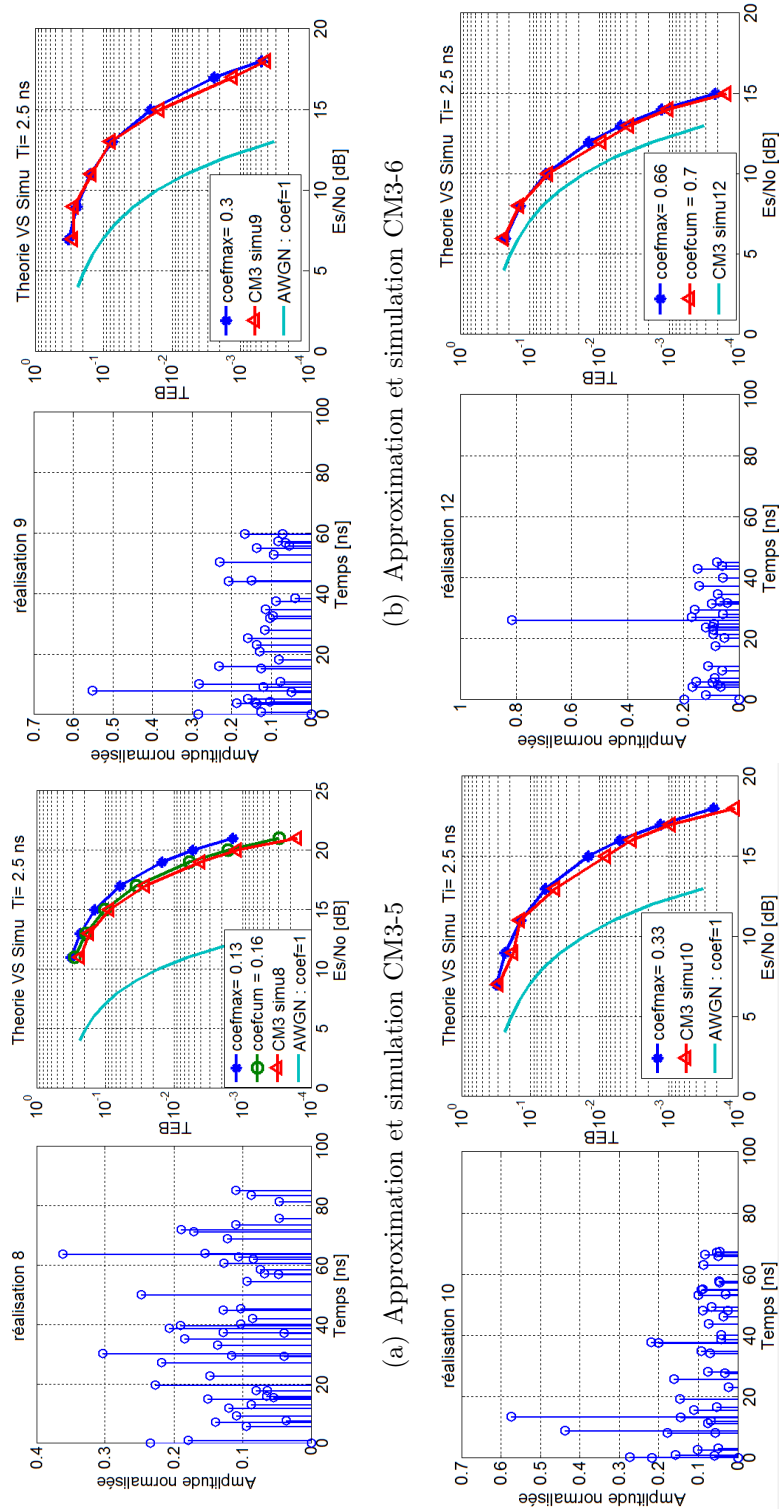 réalisation 8
Amplitude normalisée
0.4
0.3
0.2
0.1
0
0
20
40
60
80
100
Temps [ns]
Theorie VS Simu Ti= 2.5 ns
TEB
10^0
10^-1
10^-2
10^-3
10^-4
0
5
10
15
20
25
Es/No [dB]
coefmax= 0.13
coefcum = 0.16
CM3 simu8
AWGN : coef=1
réalisation 9
Amplitude normalisée
0.7
0.6
0.5
0.4
0.3
0.2
0.1
0
0
20
40
60
80
100
Temps [ns]
Theorie VS Simu Ti= 2.5 ns
TEB
10^0
10^-1
10^-2
10^-3
10^-4
0
5
10
15
20
Es/No [dB]
coefmax= 0.3
CM3 simu9
AWGN : coef=1
(a) Approximation et simulation CM3-5
(b) Approximation et simulation CM3-6
réalisation 10
Amplitude normalisée
0.7
0.6
0.5
0.4
0.3
0.2
0.1
0
0
20
40
60
80
100
Temps [ns]
Theorie VS Simu Ti= 2.5 ns
TEB
10^0
10^-1
10^-2
10^-3
10^-4
0
5
10
15
20
Es/No [dB]
coefmax= 0.33
CM3 simu10
AWGN : coef=1
réalisation 12
Amplitude normalisée
1
0.8
0.6
0.4
0.2
0
0
20
40
60
80
100
Temps [ns]
Theorie VS Simu Ti= 2.5 ns
TEB
10^0
10^-1
10^-2
10^-3
10^-4
0
5
10
15
20
Es/No [dB]
coefmax = 0.66
coefcum = 0.7
CM3 simu12